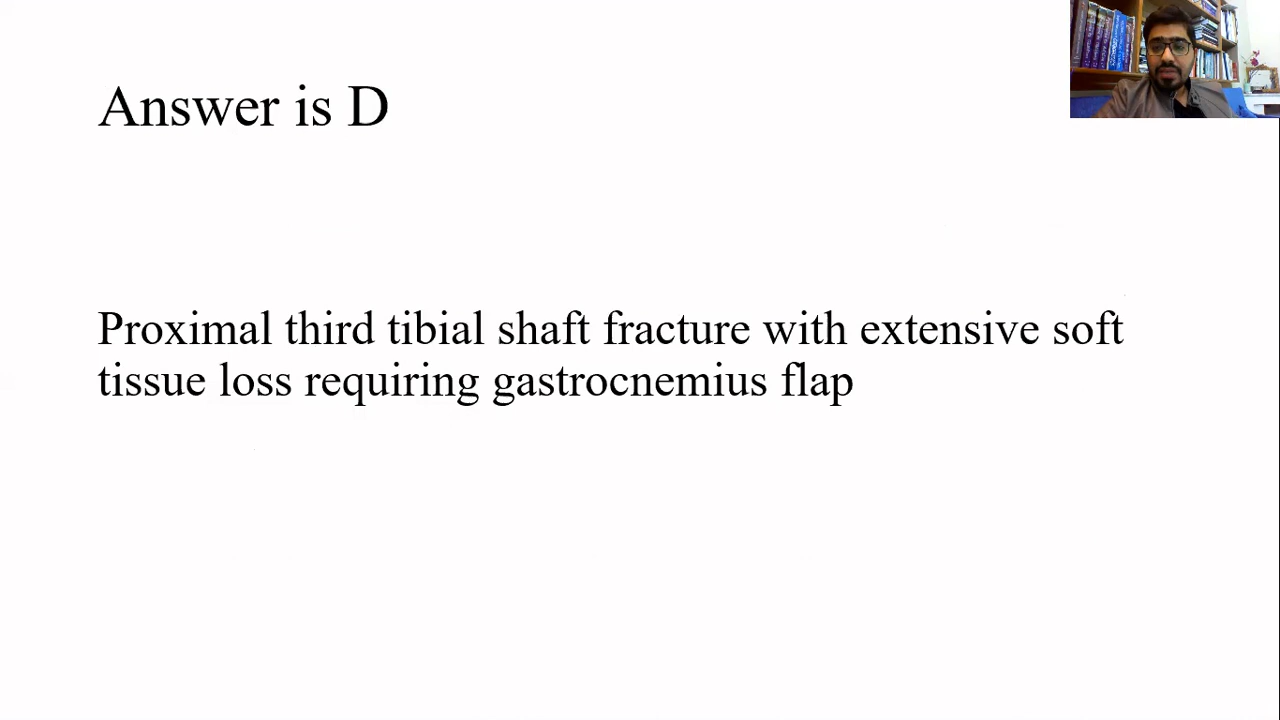 Answer is D
Proximal third tibial shaft fracture with extensive soft
tissue loss requiring gastrocnemius flap